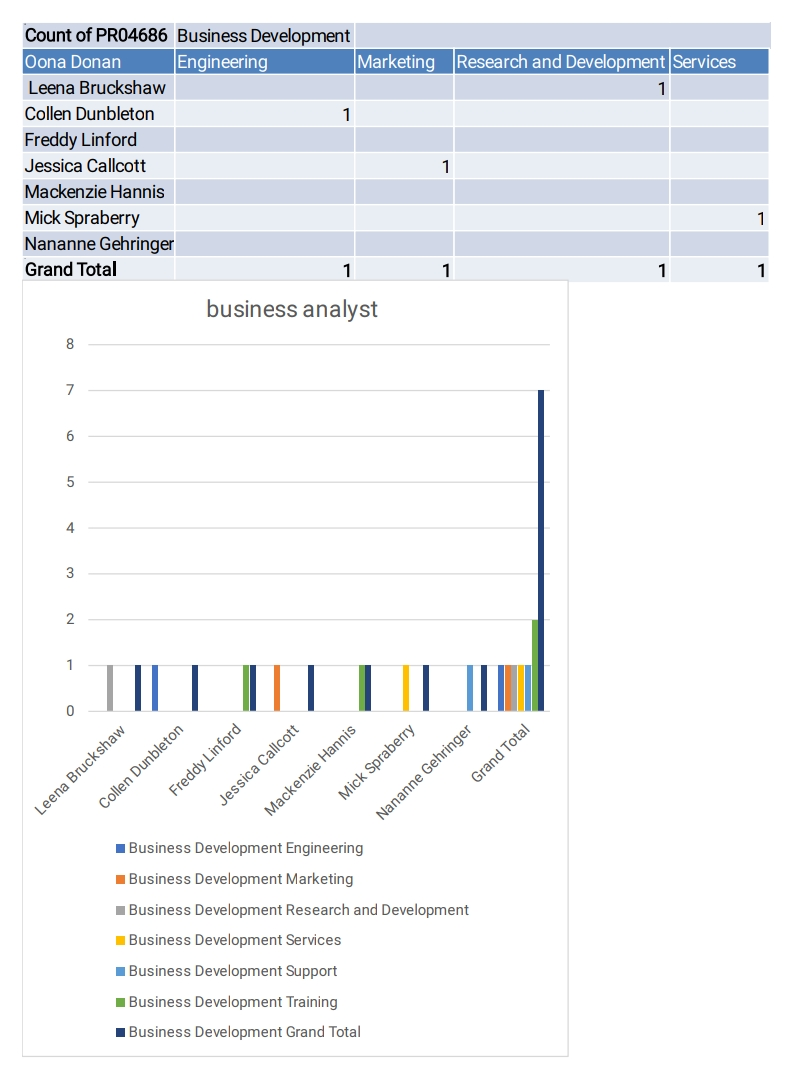 Count of PR04686 Business Development
Oona Donan Engineering Marketing Research and Development Services
Leena Bruckshaw 1
Collen Dunbleton 1
Freddy Linford
Jessica Callcott 1
Mackenzie Hannis
Mick Spraberry 1
Nananne Gehringer
Grand Total 1 1 1 1
business analyst
8
7
6
5
4
3
2
1
0
Leena Bruckshaw
Collen Dunbleton
Freddy Linford
Jessica Callcott
Mackenzie Hannis
Mick Spraberry
Nananne Gehringer
Grand Total
Business Development Engineering
Business Development Marketing
Business Development Research and Development
Business Development Services
Business Development Support
Business Development Training
Business Development Grand Total